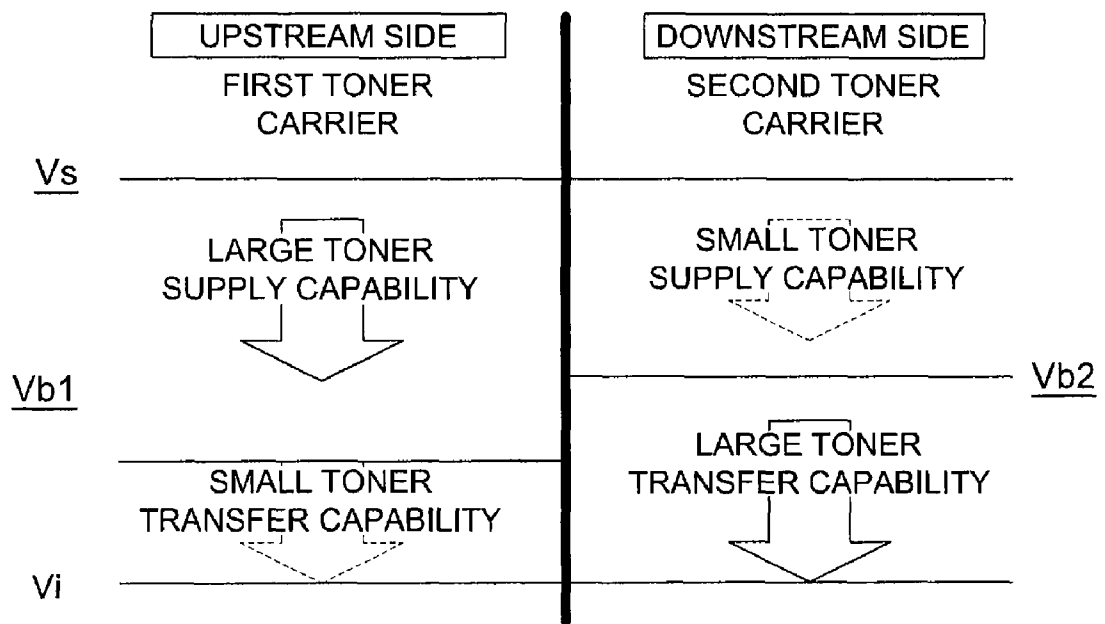 UPSTREAM SIDE
FIRST TONER
CARRIER
DOWNSTREAM SIDE
SECOND TONER
CARRIER
Vs
LARGE TONER
SUPPLY CAPABILITY
SMALL TONER
SUPPLY CAPABILITY
Vb1
Vb2
SMALL TONER
TRANSFER CAPABILITY
LARGE TONER
TRANSFER CAPABILITY
Vi